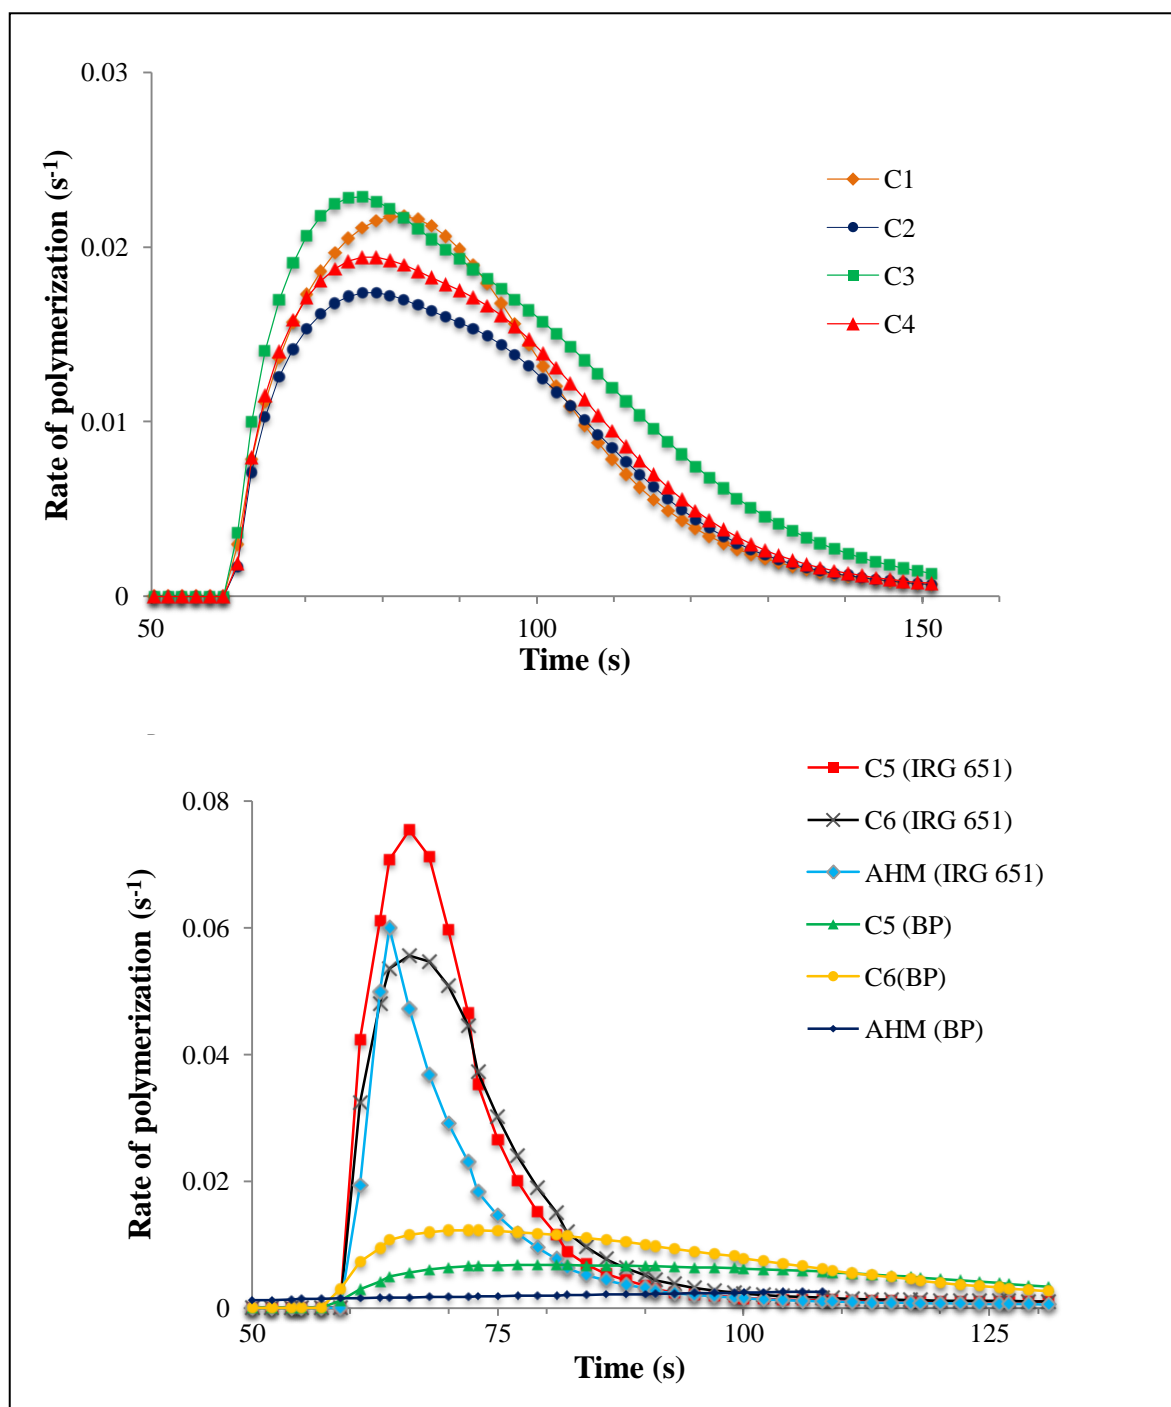 Rate of polymerization (s-1)
0.03
0.02
0.01
0
50
100
150
Time (s)
C1
C2
C3
C4
Rate of polymerization (s-1)
0.08
0.06
0.04
0.02
0
50
75
100
125
Time (s)
C5 (IRG 651)
C6 (IRG 651)
AHM (IRG 651)
C5 (BP)
C6(BP)
AHM (BP)